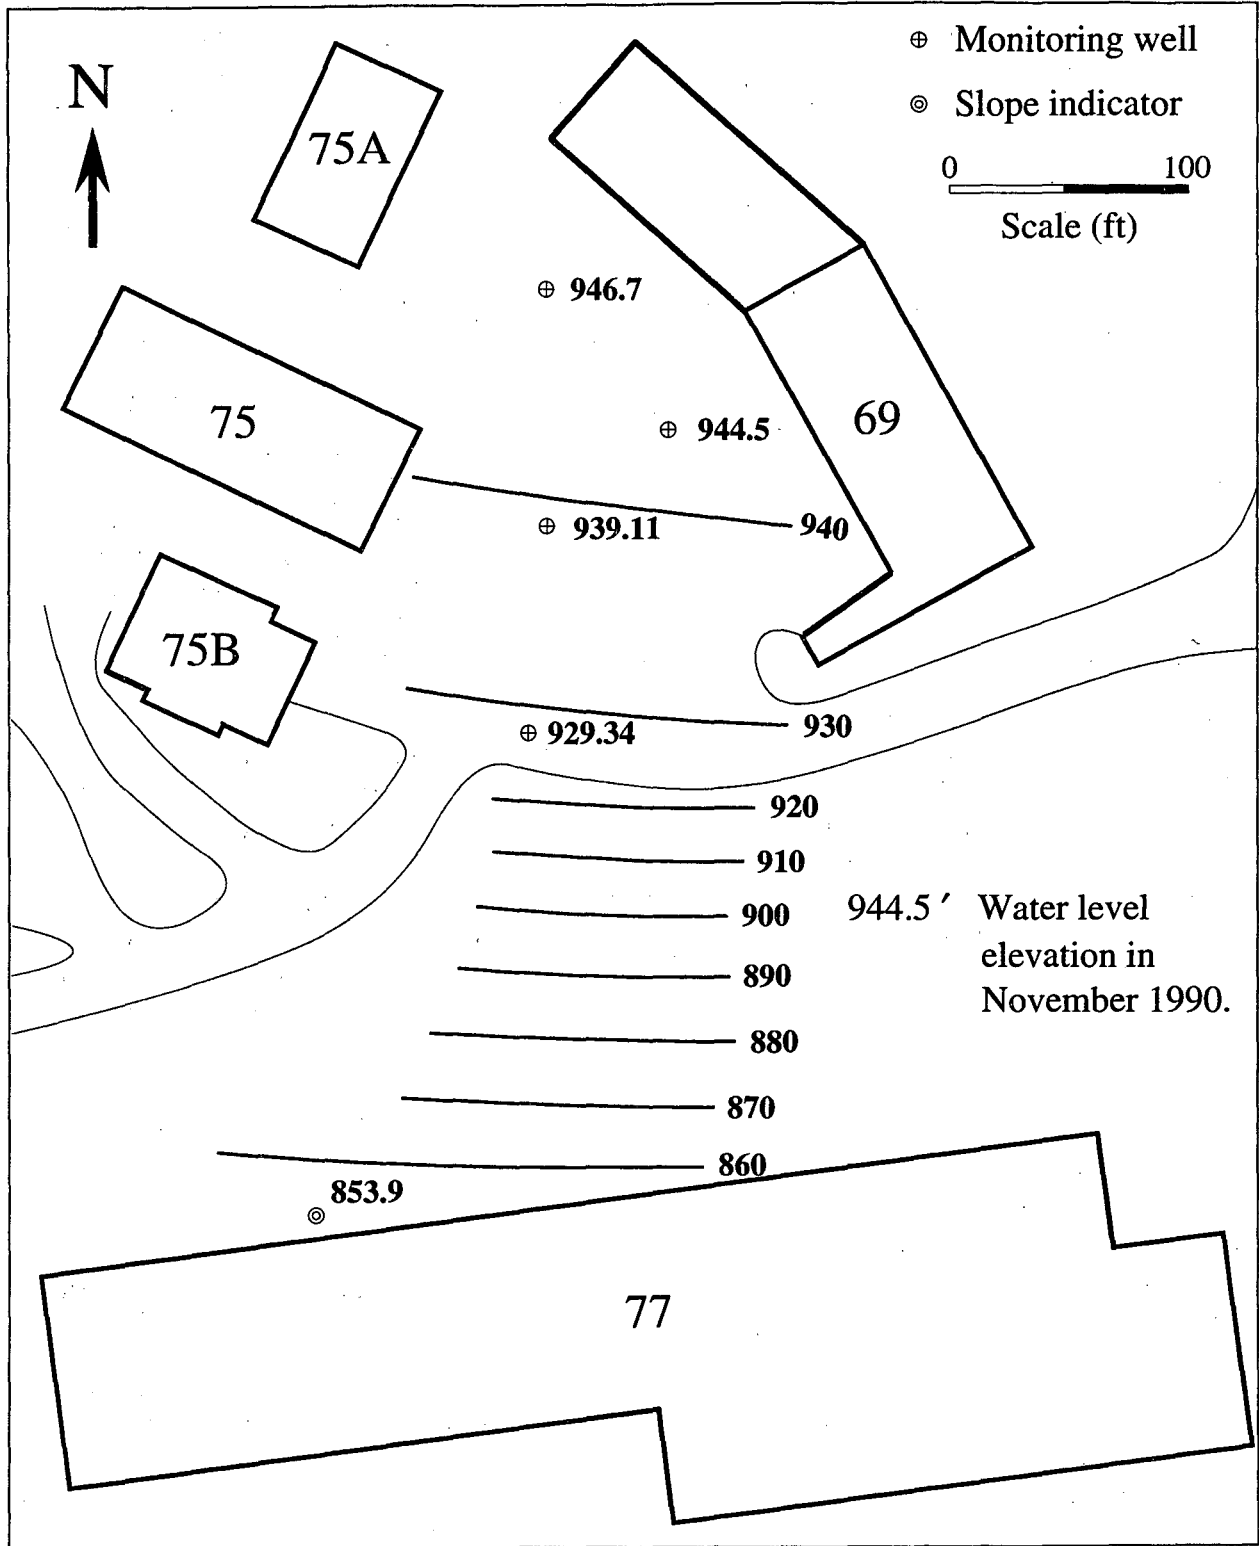 N
Monitoring well
Slope indicator
0 100
Scale (ft)
75A
946.7
75
944.5
69
940
939.11
75B
930
929.34
920
910
900
944.5 ′ Water level
elevation in
November 1990.
890
880
870
860
853.9
77